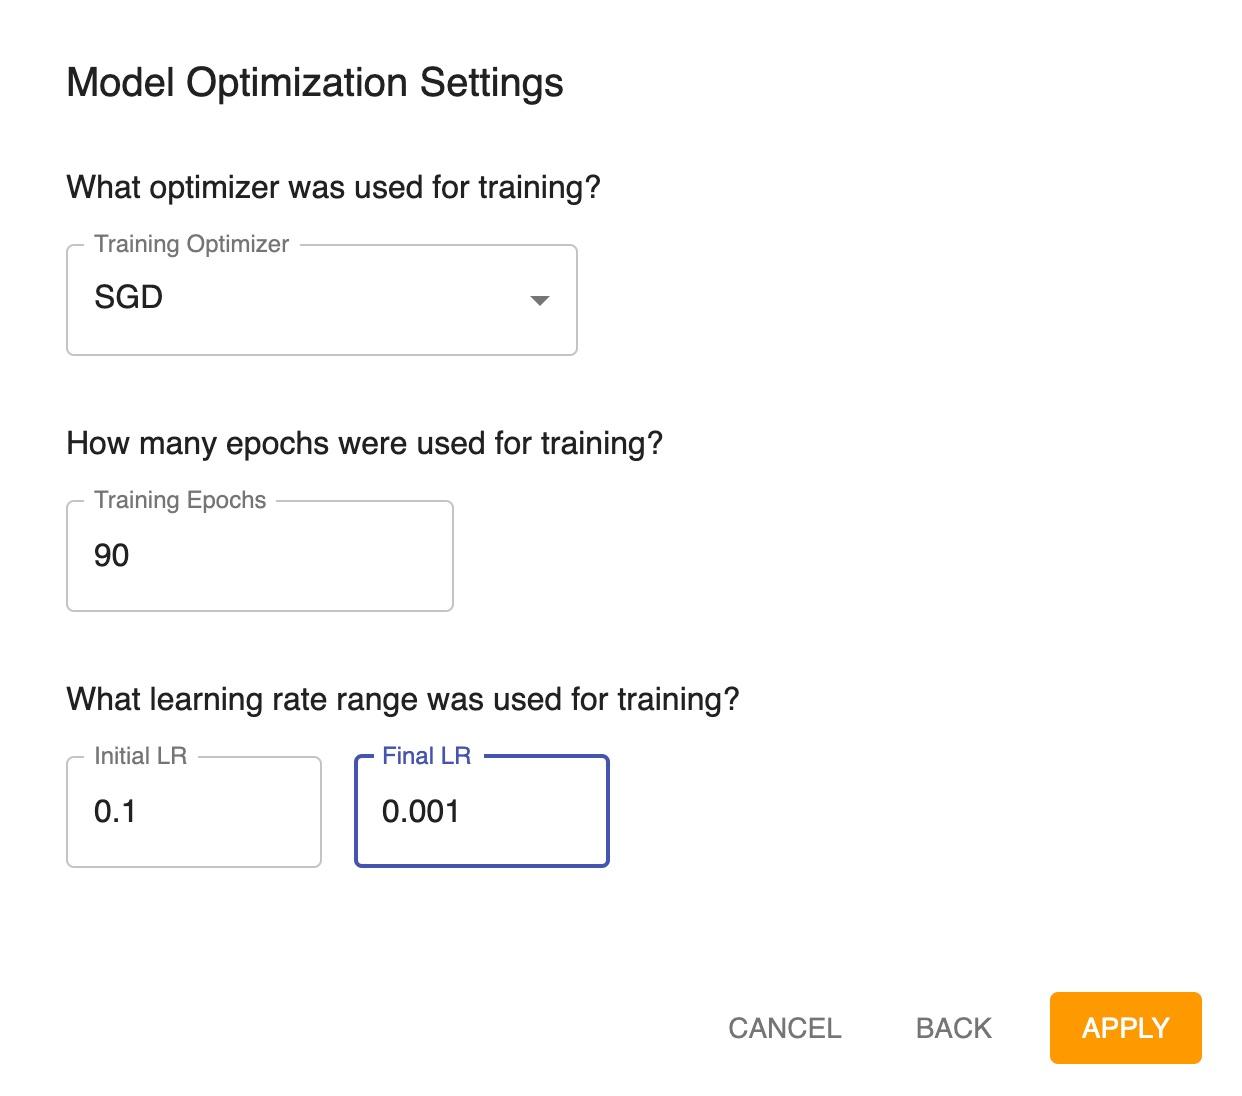 Model Optimization Settings
What optimizer was used for training?
Training Optimizer
SGD
How many epochs were used for training?
Training Epochs
90
What learning rate range was used for training?
Initial LR
Final LR
0.1
0.001
CANCEL
BACK
APPLY